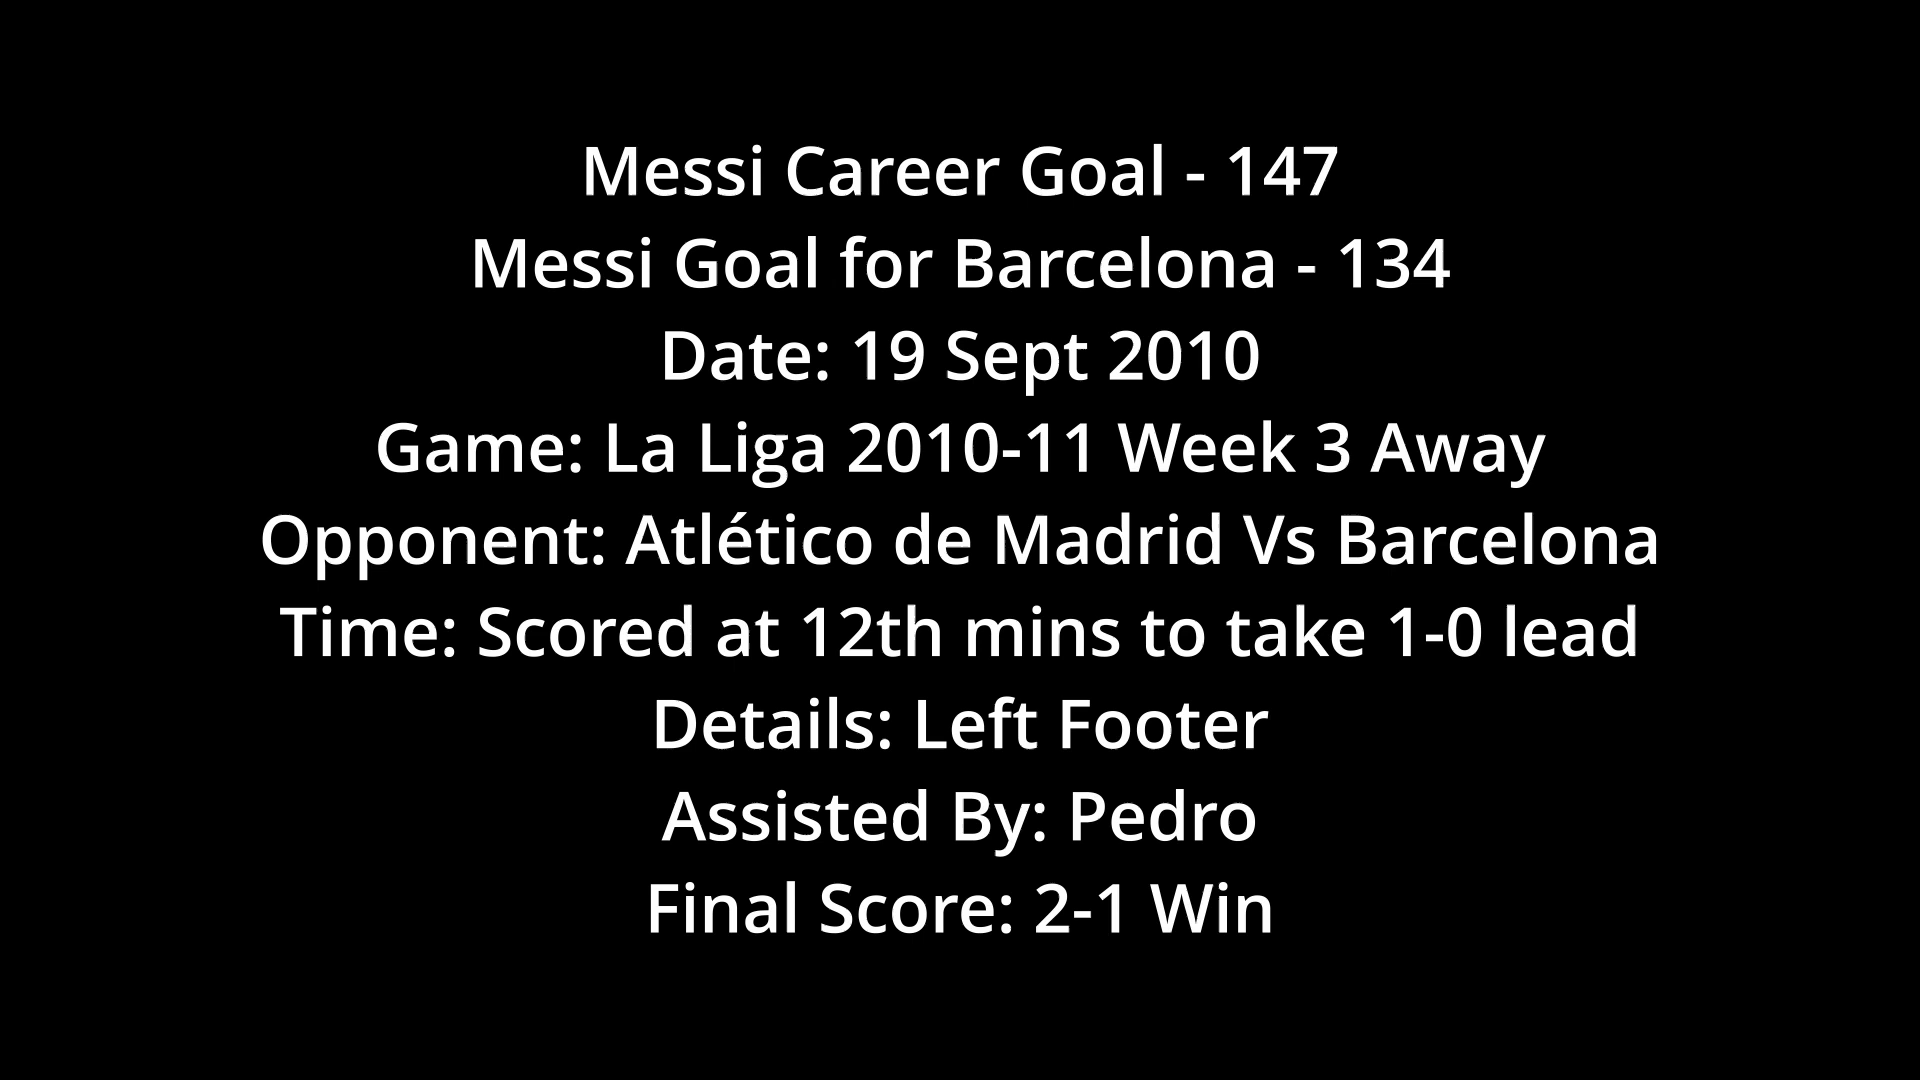 Messi Career Goal - 147
Messi Goal for Barcelona - 134
Date: 19 Sept 2010
Game: La Liga 2010-11 Week 3 Away
Opponent: Atlético de Madrid Vs Barcelona
Time: Scored at 12th mins to take 1-0 lead
Details: Left Footer
Assisted By: Pedro
Final Score: 2-1 Win